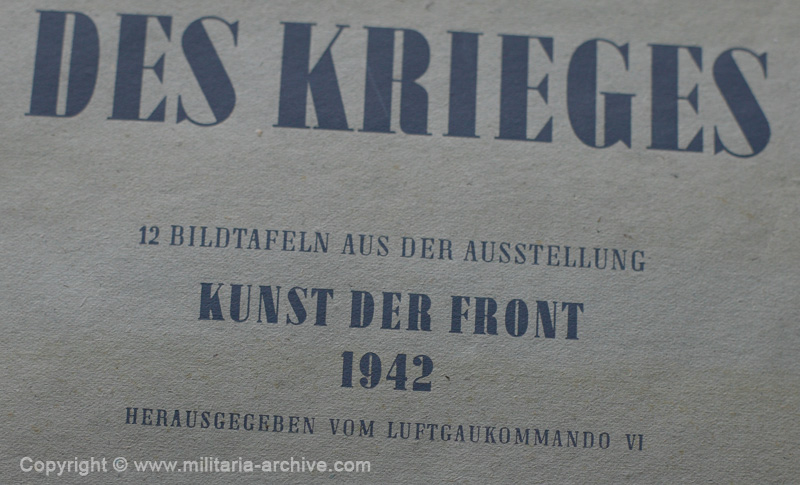 DES KRIEGES
12 BILDTAFELN AUS DER AUSSTELLUNG
KUNST DER FRONT
1942
HERAUSGEGEBEN VOM LUFTGAUKOMMANDO VI
Copyright © www.militaria-archive.com